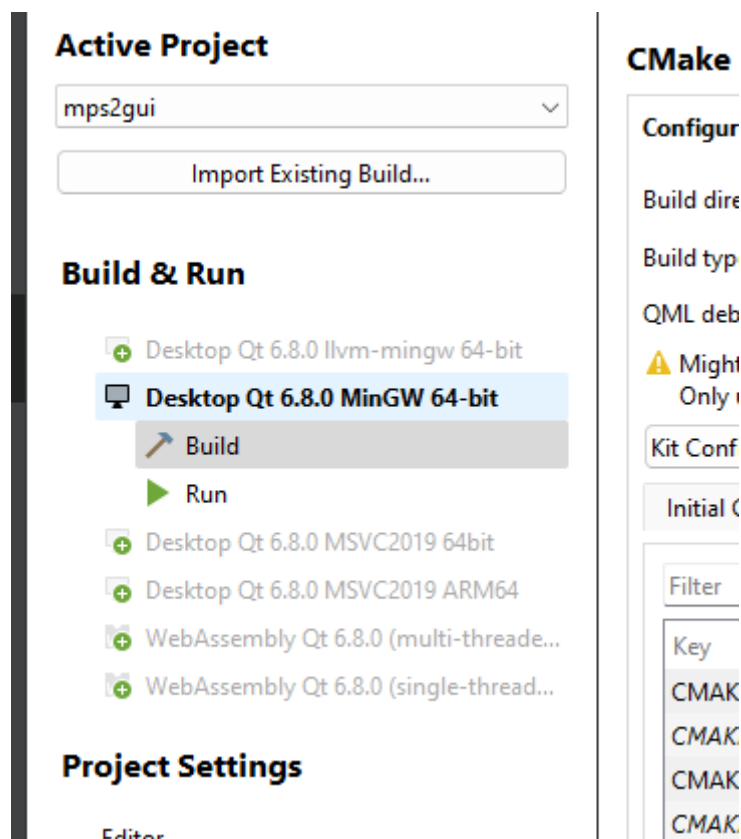 Active Project
mps2gui
Import Existing Build...
Build & Run
Desktop Qt 6.8.0 llvm-mingw 64-bit
Desktop Qt 6.8.0 MinGW 64-bit
Build
Run
Desktop Qt 6.8.0 MSVC2019 64bit
Desktop Qt 6.8.0 MSVC2019 ARM64
WebAssembly Qt 6.8.0 (multi-threade...
WebAssembly Qt 6.8.0 (single-thread...
Project Settings
Editor
CMake
Configur
Build dire
Build typ
QML deb
Might
Only
Kit Conf
Initial
Filter
Key
CMAK
CMAK
CMAK
CMAK